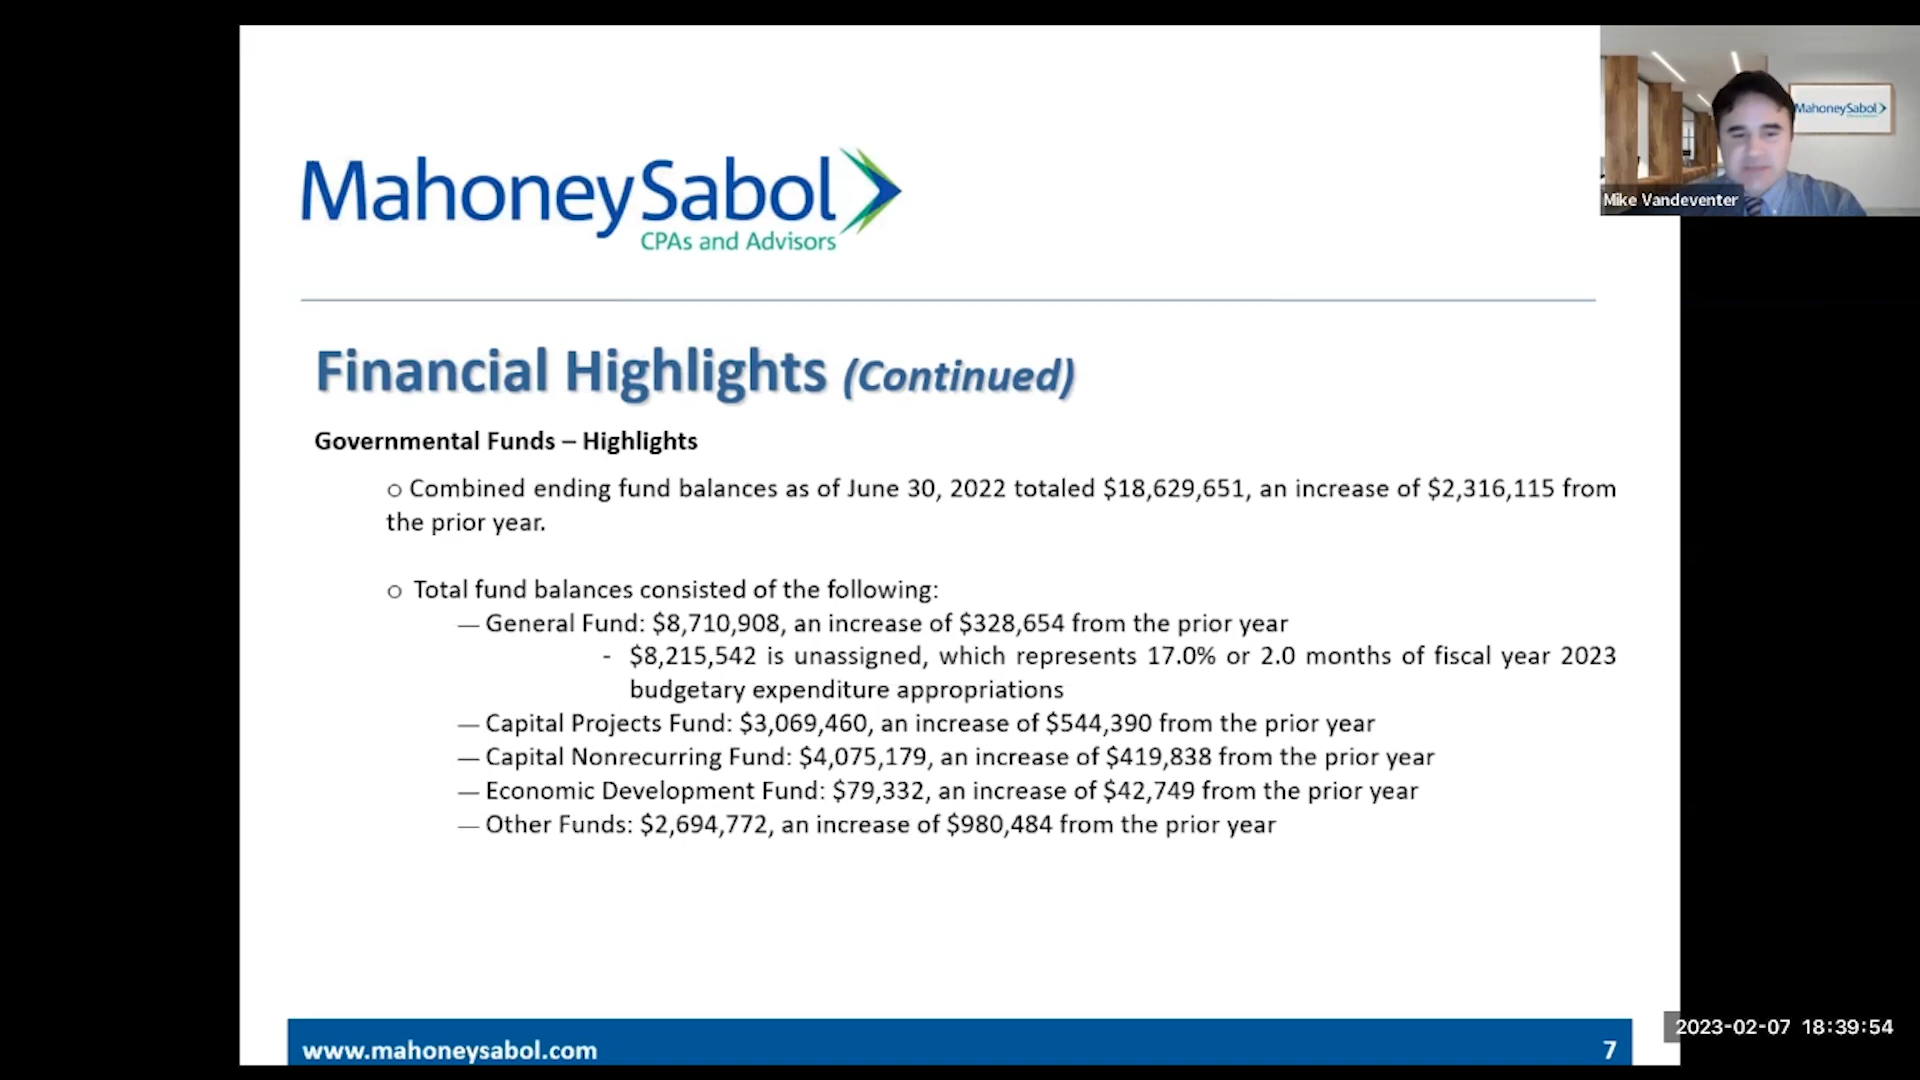 MahoneySabol
CPAs and Advisors
MahoneySabol
Mike Vandeventer
Financial Highlights (Continued)
Governmental Funds – Highlights
o Combined ending fund balances as of June 30, 2022 totaled $18,629,651, an increase of $2,316,115 from
the prior year.
o Total fund balances consisted of the following:
— General Fund: $8,710,908, an increase of $328,654 from the prior year
- $8,215,542 is unassigned, which represents 17.0% or 2.0 months of fiscal year 2023
budgetary expenditure appropriations
— Capital Projects Fund: $3,069,460, an increase of $544,390 from the prior year
— Capital Nonrecurring Fund: $4,075,179, an increase of $419,838 from the prior year
— Economic Development Fund: $79,332, an increase of $42,749 from the prior year
— Other Funds: $2,694,772, an increase of $980,484 from the prior year
2023-02-07 18:39:54
www.mahoneysabol.com
7